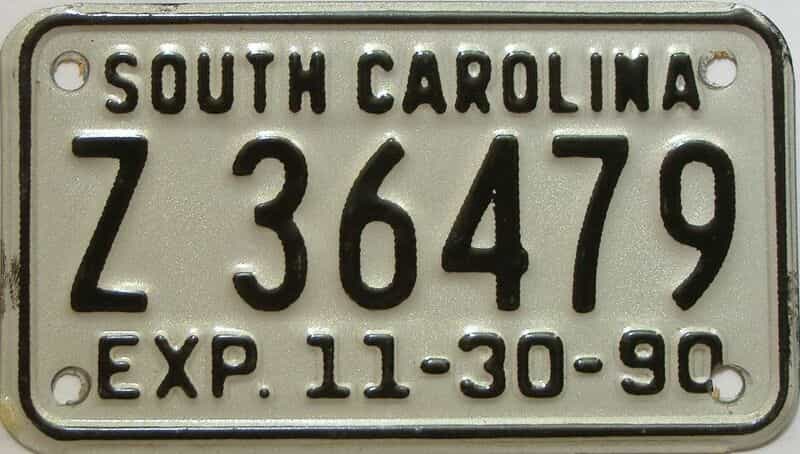 SOUTH CAROLINA
Z 36479
EXP. 11-30-90